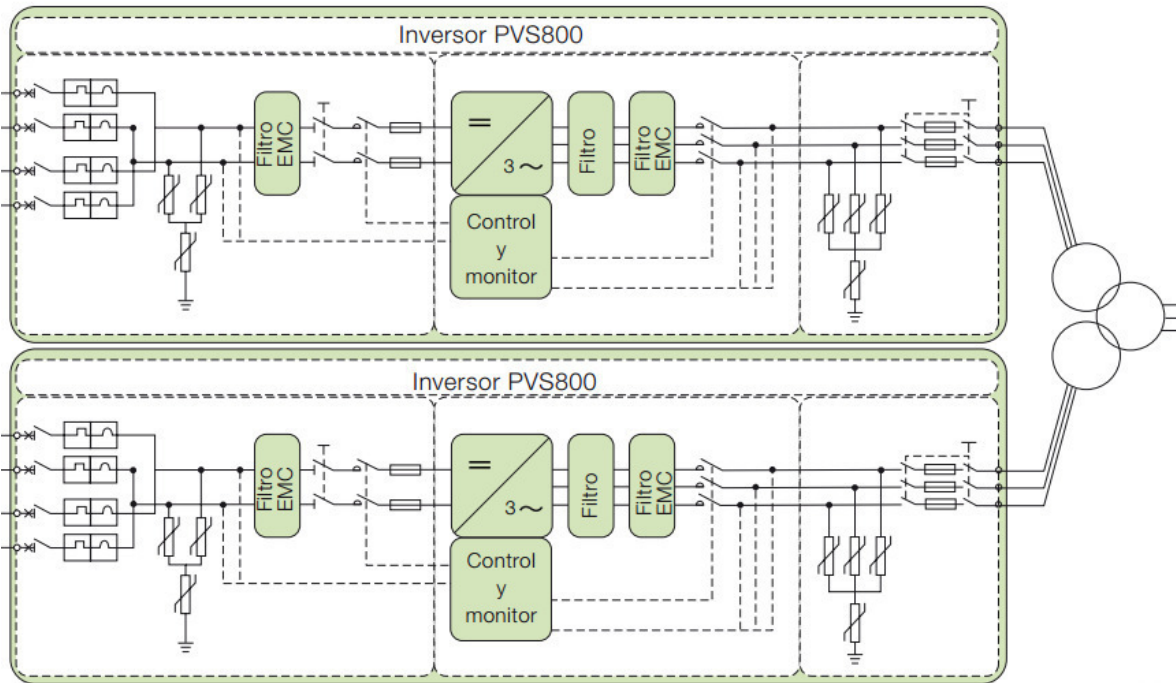 Inversor PVS800
Filtro
EMC
=
3 ~
Filtro
Filtro
EMC
Control
y
monitor
Inversor PVS800
Filtro
EMC
=
3 ~
Filtro
Filtro
EMC
Control
y
monitor